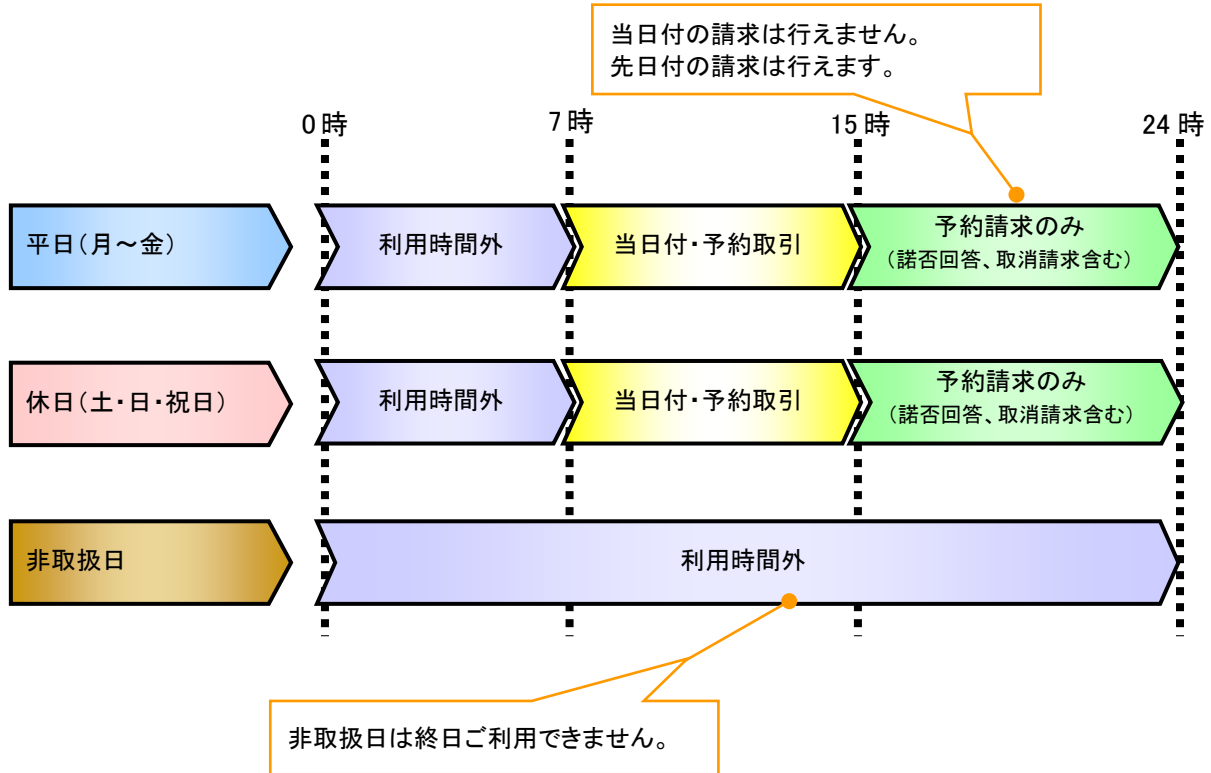 当日付の請求は行えません。
先日付の請求は行えます。
0時
7時
15時
24時
平日(月~金)
利用時間外
当日付・予約取引
予約請求のみ
(諾否回答、取消請求含む)
休日(土・日・祝日)
利用時間外
当日付・予約取引
予約請求のみ
(諾否回答、取消請求含む)
非取扱日
利用時間外
非取扱日は終日ご利用できません。